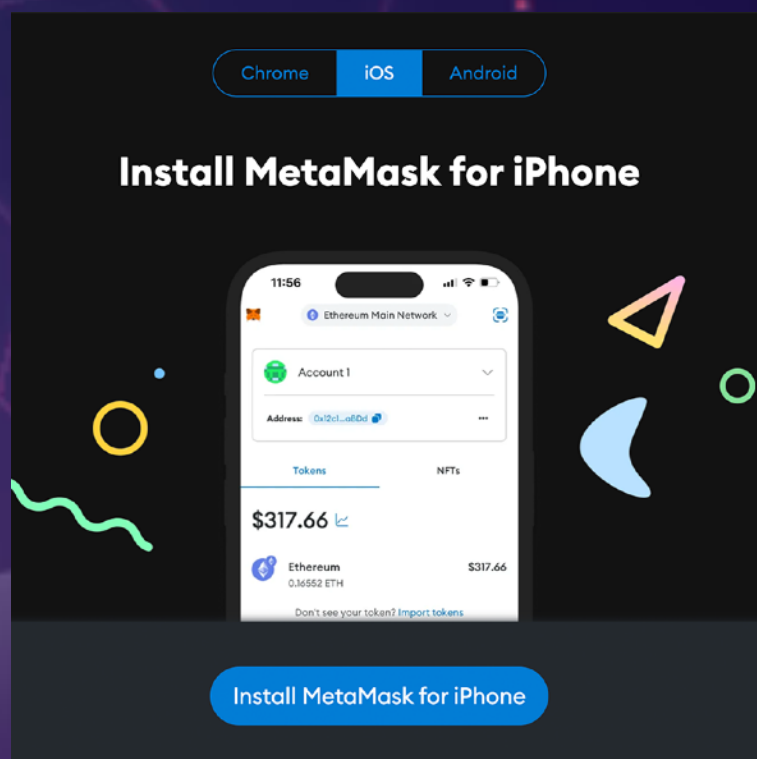 Chrome iOS Android
Install MetaMask for iPhone
11:56
Ethereum Main Network
Account 1
Address: 0x12c1...a8Dd
Tokens NFTs
$317.66
Ethereum $317.66
0.16552 ETH
Don't see your token? Import tokens
Install MetaMask for iPhone